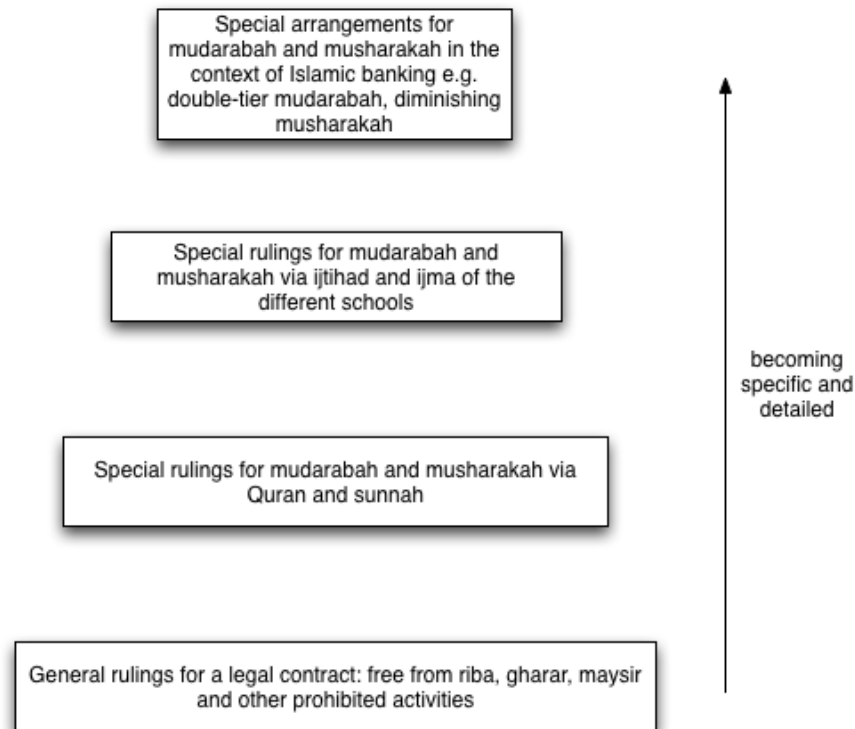 Special arrangements for
mudarabah and musharakah in the
context of Islamic banking e.g.
double-tier mudarabah, diminishing
musharakah
Special rulings for mudarabah and
musharakah via ijtihad and ijma of the
different schools
becoming
specific and
detailed
Special rulings for mudarabah and musharakah via
Quran and sunnah
General rulings for a legal contract: free from riba, gharar, maysir
and other prohibited activities